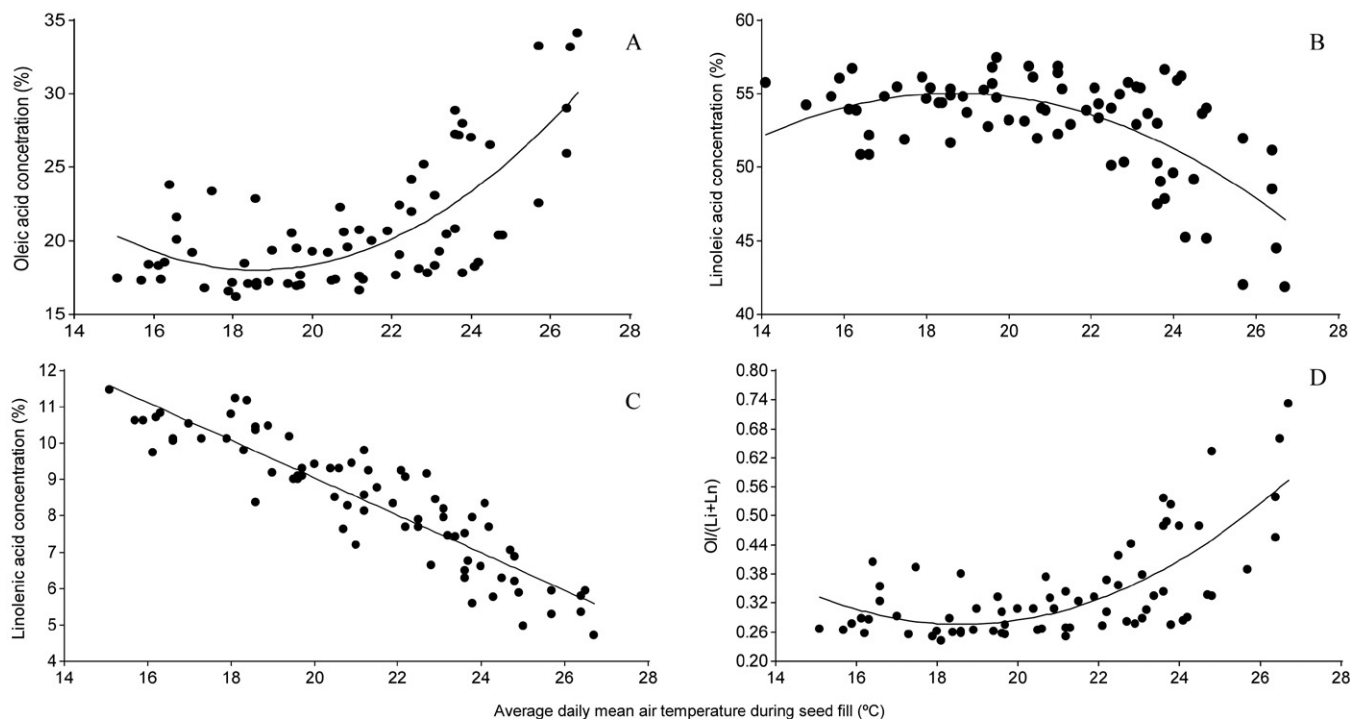 A
Oleic acid concetration (%)
35
30
25
20
15
14 16 18 20 22 24 26 28
B
Linoleic acid concentration (%)
60
55
50
45
40
14 16 18 20 22 24 26 28
C
Linolenic acid concentration (%)
12
11
10
9
8
7
6
5
4
14 16 18 20 22 24 26 28
D
Ol/(Li+Ln)
0.80
0.74
0.68
0.62
0.56
0.50
0.44
0.38
0.32
0.26
0.20
14 16 18 20 22 24 26 28
Average daily mean air temperature during seed fill (ºC)